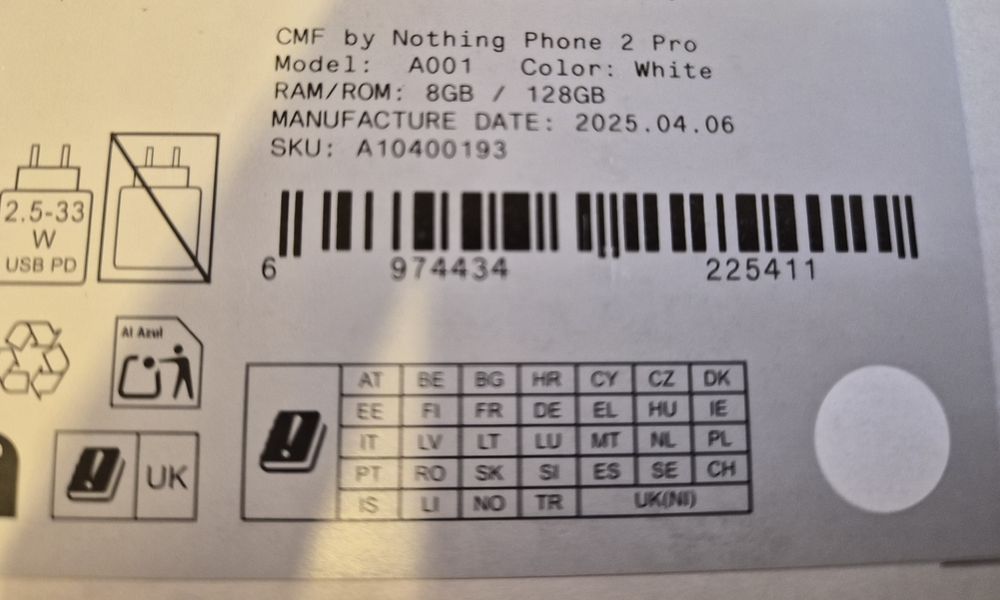 CMF by Nothing Phone 2 Pro
Model: A001 Color: White
RAM/ROM: 8GB / 128GB
MANUFACTURE DATE: 2025.04.06
SKU: A10400193
2.5-33
W
USB PD
6 974434 225411
Al Azul
AT BE BG HR CY CZ DK
EE FI FR DE EL HU IE
IT LV LT LU MT NL PL
PT RO SK SI ES SE CH
IS LI NO TR UK(NI)
UK